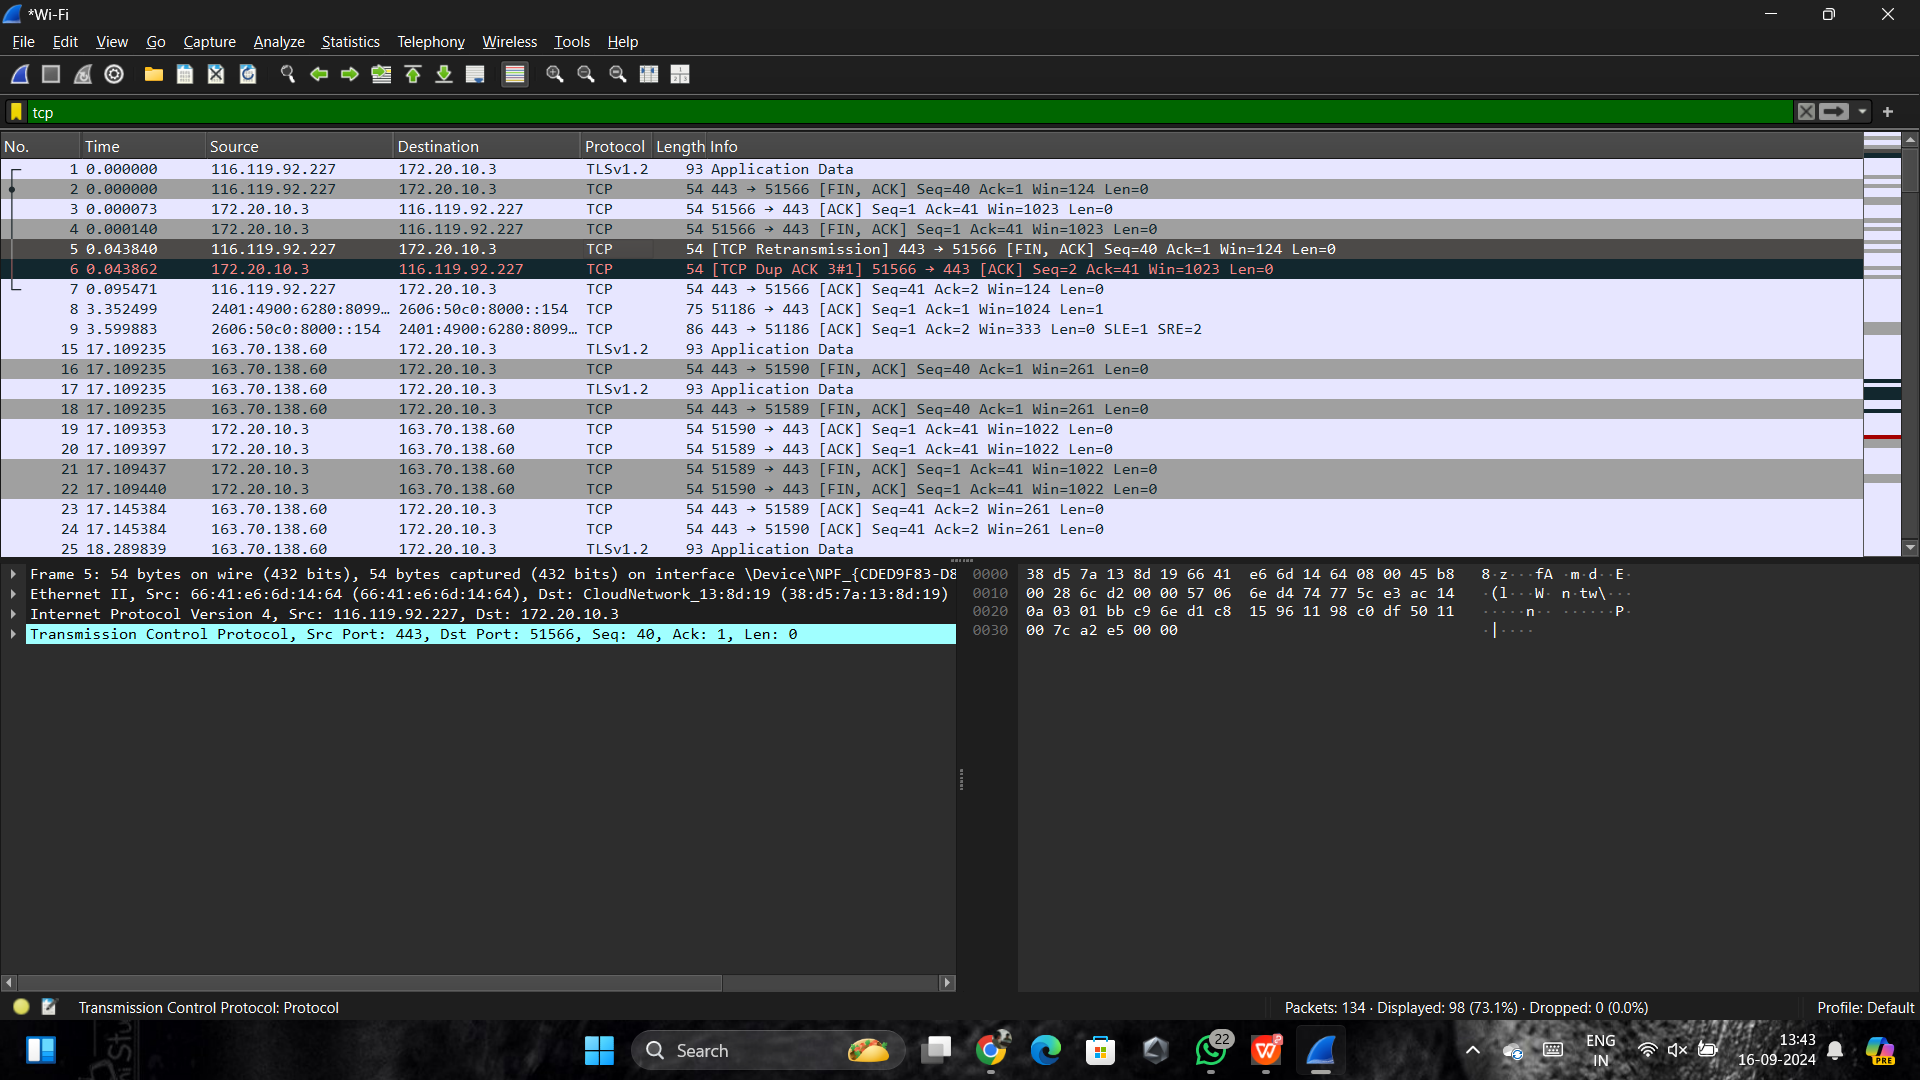 *Wi-Fi
File Edit View Go Capture Analyze Statistics Telephony Wireless Tools Help
tcp
No. Time Source Destination Protocol Length Info
1 0.000000 116.119.92.227 172.20.10.3 TLSv1.2 93 Application Data
2 0.000000 116.119.92.227 172.20.10.3 TCP 54 443 → 51566 [FIN, ACK] Seq=40 Ack=1 Win=124 Len=0
3 0.000073 172.20.10.3 116.119.92.227 TCP 54 51566 → 443 [ACK] Seq=1 Ack=41 Win=1023 Len=0
4 0.000140 172.20.10.3 116.119.92.227 TCP 54 51566 → 443 [FIN, ACK] Seq=1 Ack=41 Win=1023 Len=0
5 0.043840 116.119.92.227 172.20.10.3 TCP 54 [TCP Retransmission] 443 → 51566 [FIN, ACK] Seq=40 Ack=1 Win=124 Len=0
6 0.043862 172.20.10.3 116.119.92.227 TCP 54 [TCP Dup ACK 3#1] 51566 → 443 [ACK] Seq=2 Ack=41 Win=1023 Len=0
7 0.095471 116.119.92.227 172.20.10.3 TCP 54 443 → 51566 [ACK] Seq=41 Ack=2 Win=124 Len=0
8 3.352499 2401:4900:6280:8099… 2606:50c0:8000::154 TCP 75 51186 → 443 [ACK] Seq=1 Ack=1 Win=1024 Len=1
9 3.599883 2606:50c0:8000::154 2401:4900:6280:8099… TCP 86 443 → 51186 [ACK] Seq=1 Ack=2 Win=333 Len=0 SLE=1 SRE=2
15 17.109235 163.70.138.60 172.20.10.3 TLSv1.2 93 Application Data
16 17.109235 163.70.138.60 172.20.10.3 TCP 54 443 → 51590 [FIN, ACK] Seq=40 Ack=1 Win=261 Len=0
17 17.109235 163.70.138.60 172.20.10.3 TLSv1.2 93 Application Data
18 17.109235 163.70.138.60 172.20.10.3 TCP 54 443 → 51589 [FIN, ACK] Seq=40 Ack=1 Win=261 Len=0
19 17.109353 172.20.10.3 163.70.138.60 TCP 54 51590 → 443 [ACK] Seq=1 Ack=41 Win=1022 Len=0
20 17.109397 172.20.10.3 163.70.138.60 TCP 54 51589 → 443 [ACK] Seq=1 Ack=41 Win=1022 Len=0
21 17.109437 172.20.10.3 163.70.138.60 TCP 54 51589 → 443 [FIN, ACK] Seq=1 Ack=41 Win=1022 Len=0
22 17.109440 172.20.10.3 163.70.138.60 TCP 54 51590 → 443 [FIN, ACK] Seq=1 Ack=41 Win=1022 Len=0
23 17.145384 163.70.138.60 172.20.10.3 TCP 54 443 → 51589 [ACK] Seq=41 Ack=2 Win=261 Len=0
24 17.145384 163.70.138.60 172.20.10.3 TCP 54 443 → 51590 [ACK] Seq=41 Ack=2 Win=261 Len=0
25 18.289839 163.70.138.60 172.20.10.3 TLSv1.2 93 Application Data
Frame 5: 54 bytes on wire (432 bits), 54 bytes captured (432 bits) on interface \Device\NPF_{CDED9F83-D8
Ethernet II, Src: 66:41:e6:6d:14:64 (66:41:e6:6d:14:64), Dst: CloudNetwork_13:8d:19 (38:d5:7a:13:8d:19)
Internet Protocol Version 4, Src: 116.119.92.227, Dst: 172.20.10.3
Transmission Control Protocol, Src Port: 443, Dst Port: 51566, Seq: 40, Ack: 1, Len: 0
0000 38 d5 7a 13 8d 19 66 41 e6 6d 14 64 08 00 45 b8 8·z···fA ·m·d··E·
0010 00 28 6c d2 00 00 57 06 6e d4 74 77 5c e3 ac 14 ·(l···W· n·tw\···
0020 0a 03 01 bb c9 6e d1 c8 15 96 11 98 c0 df 50 11 ·····n·· ······P·
0030 00 7c a2 e5 00 00 ·|····
Transmission Control Protocol: Protocol
Packets: 134 · Displayed: 98 (73.1%) · Dropped: 0 (0.0%)
Profile: Default
Search
22
ENG
IN
13:43
16-09-2024
PRE